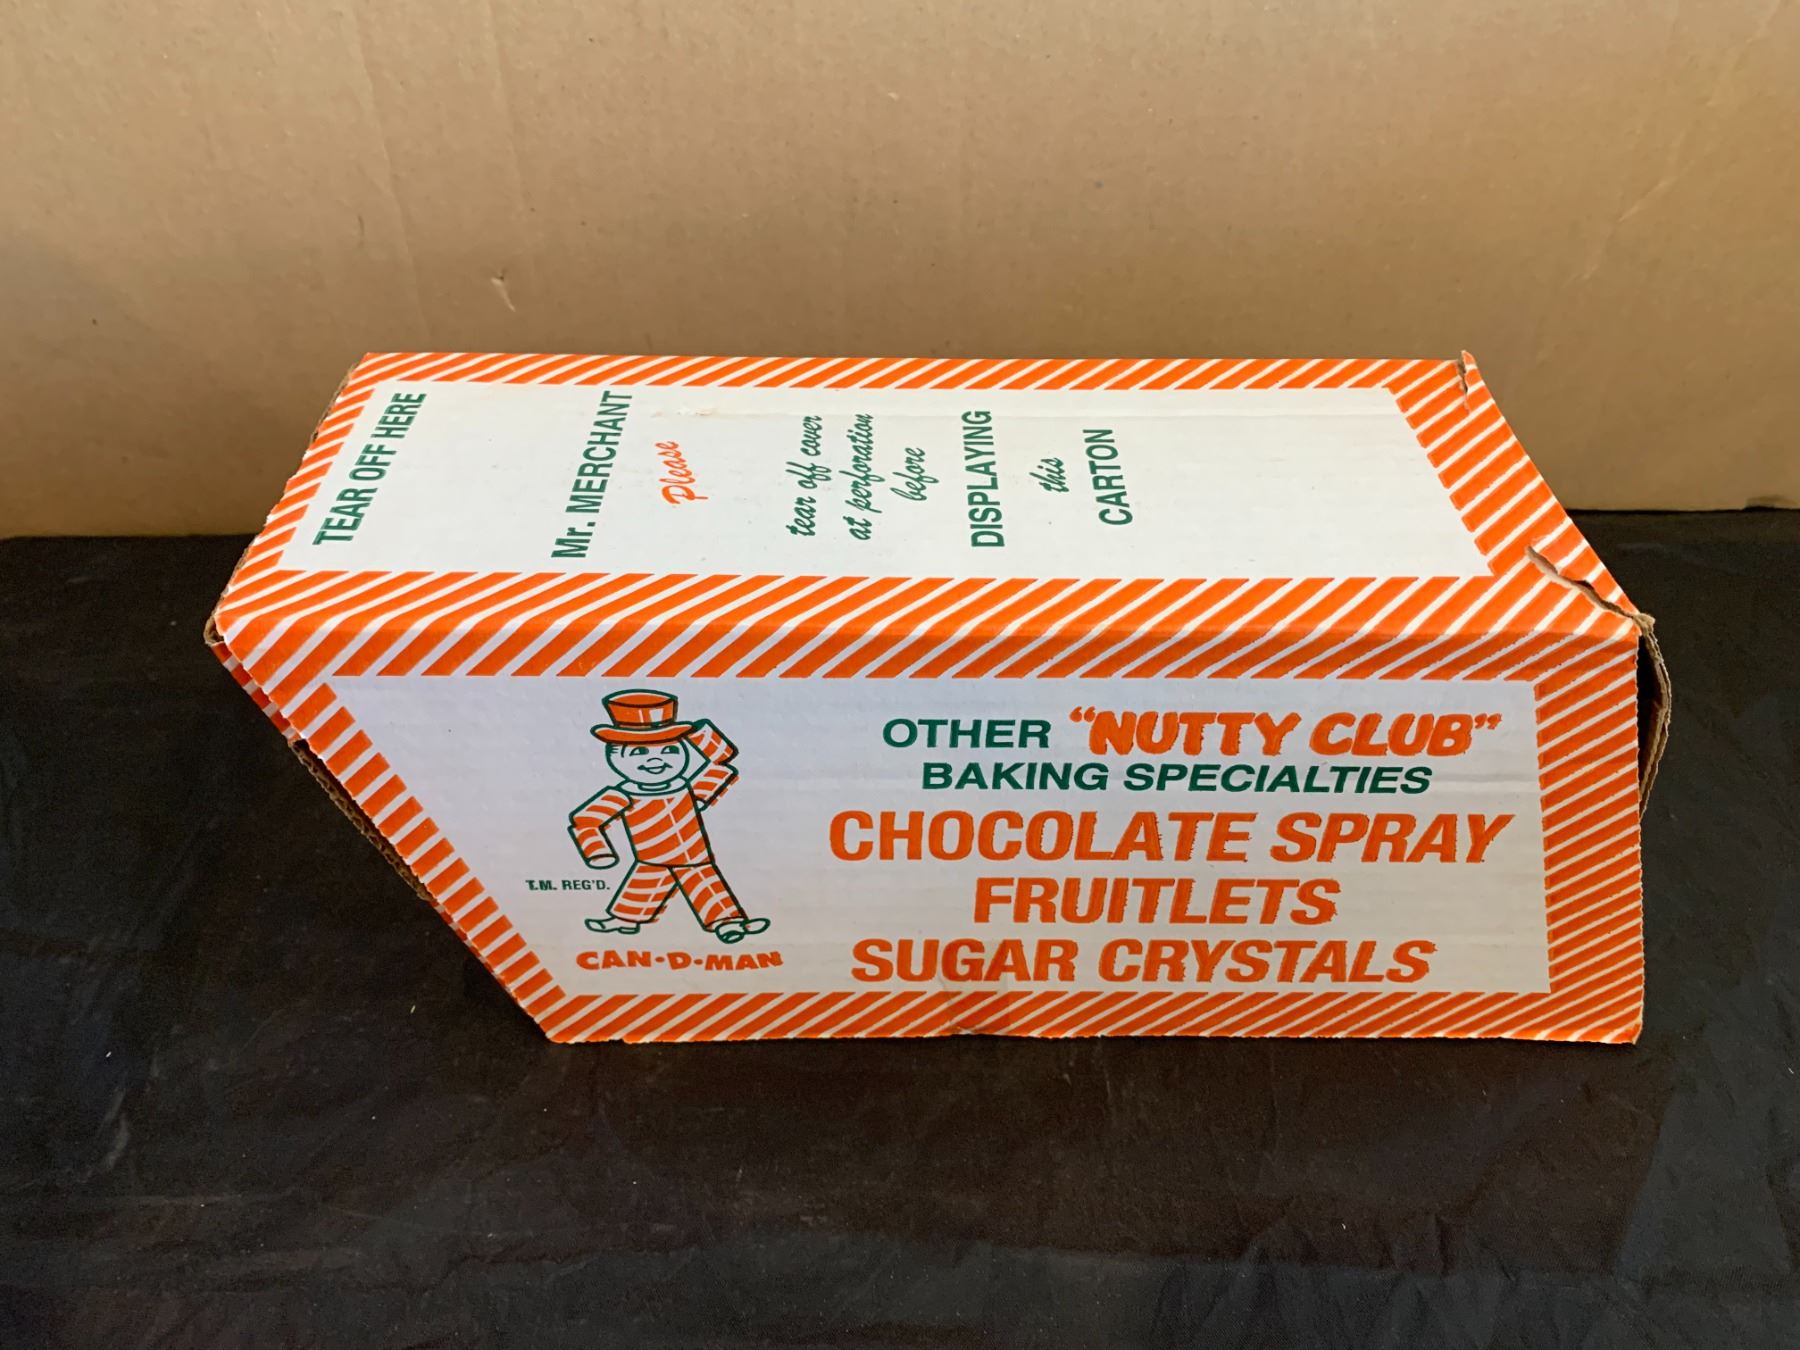 TEAR OFF HERE
Mr. MERCHANT
Please
tear off cover
at perforation
before
DISPLAYING
this
CARTON
OTHER "NUTTY CLUB"
BAKING SPECIALTIES
CHOCOLATE SPRAY
FRUITLETS
SUGAR CRYSTALS
T.M. REG'D.
CAN-D-MAN